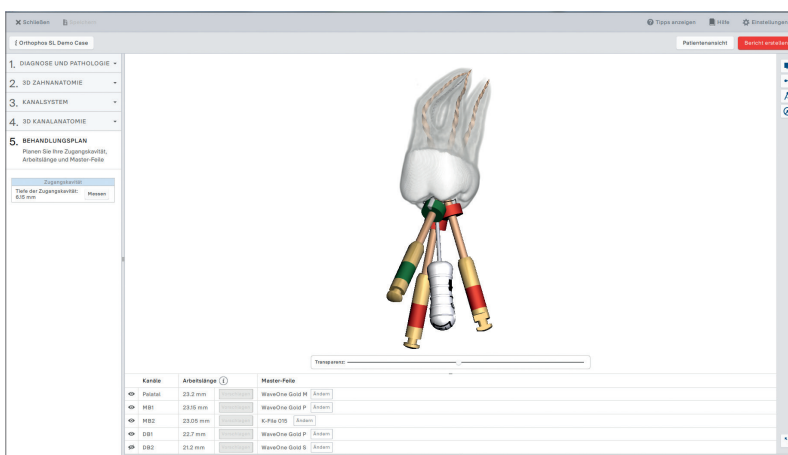 Schließen
Speichern
Tipps anzeigen
Hilfe
Einstellungen
Orthophos SL Demo Case
Patientenansicht
Bericht erstellen
1. DIAGNOSE UND PATHOLOGIE
2. 3D ZAHNANATOMIE
3. KANALSYSTEM
4. 3D KANALANATOMIE
5. BEHANDLUNGSPLAN
Planen Sie Ihre Zugangskavität,
Arbeitslänge und Master-Feile
Zugangskavität
Tiefe der Zugangskavität:
6.15 mm
Messen
Transparenz:
Kanäle Arbeitslänge i Master-Feile
Palatal 23.2 mm WaveOne Gold M Ändern
MB1 23.15 mm WaveOne Gold P Ändern
MB2 23.05 mm K-File 015 Ändern
DB1 22.7 mm WaveOne Gold P Ändern
DB2 21.2 mm WaveOne Gold S Ändern